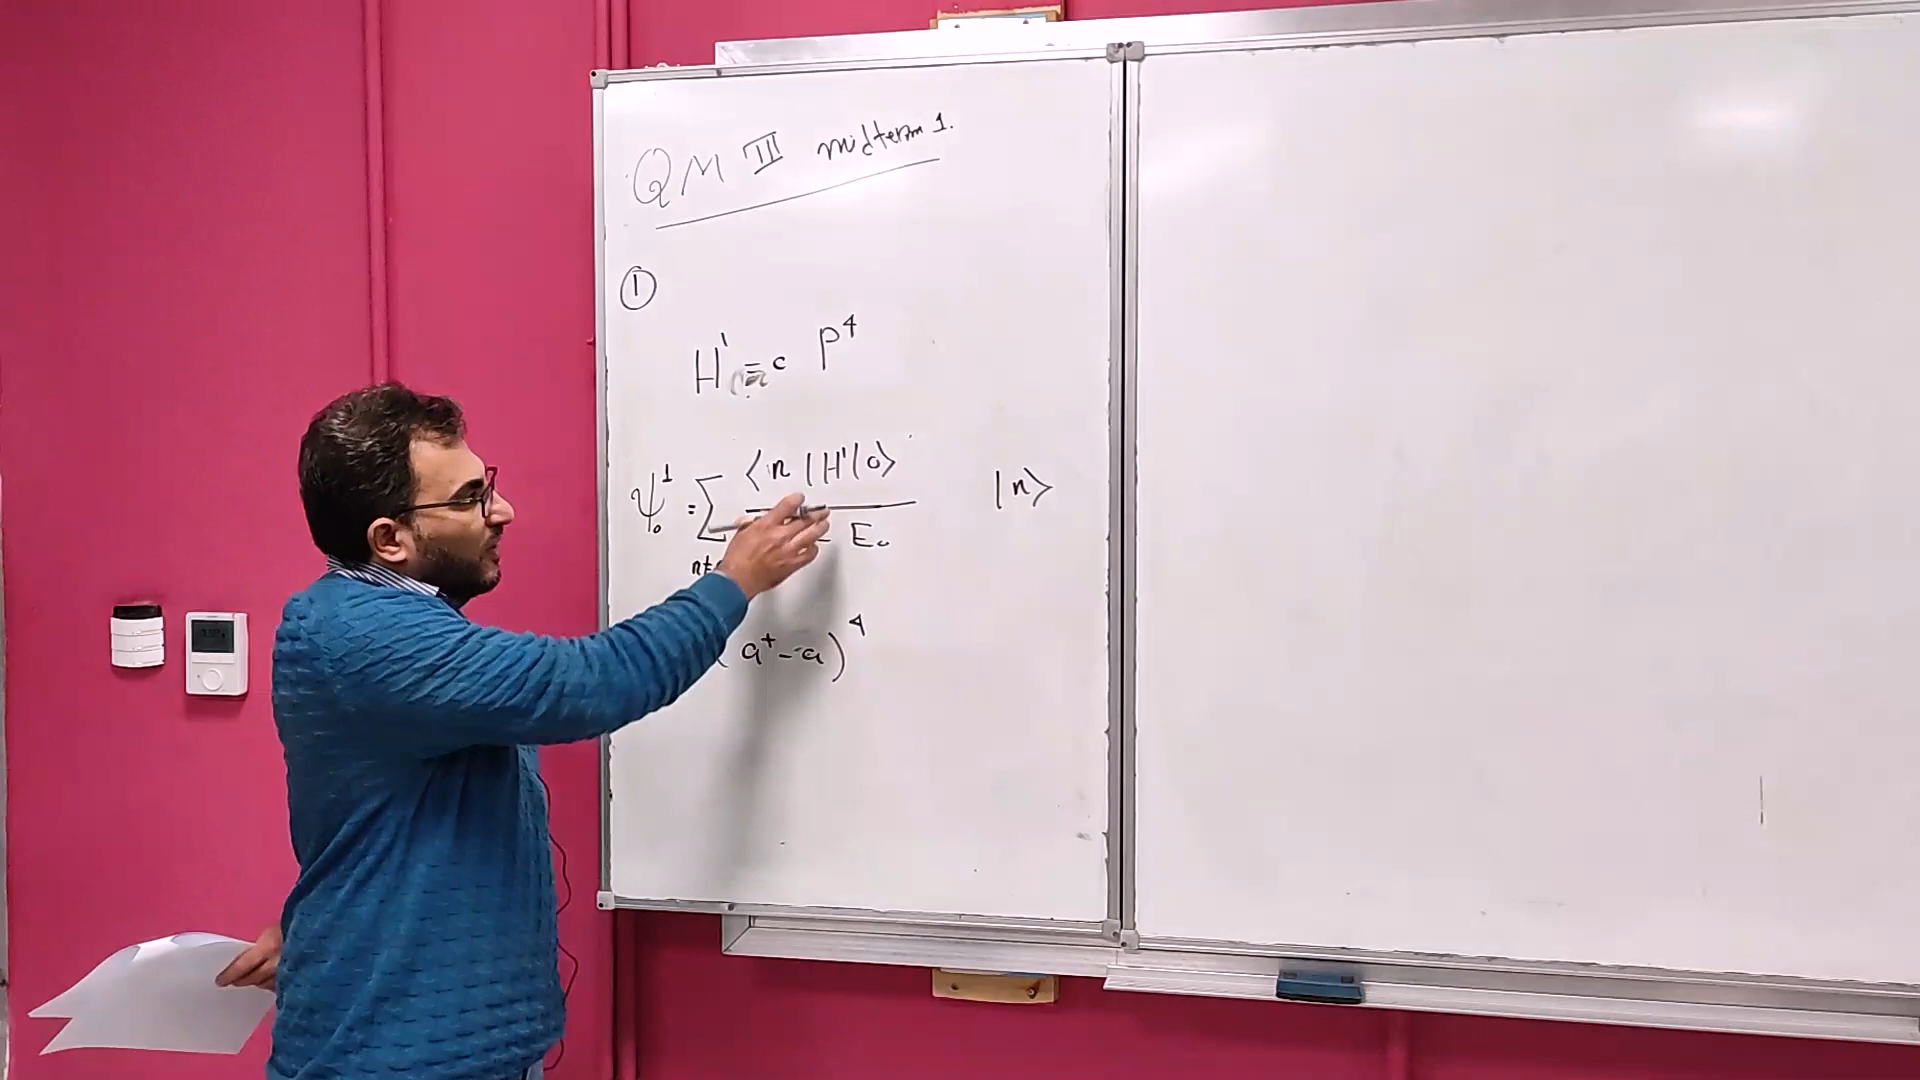 QM III midterm 1.
①
H' = c P⁴
ψ₀¹ = Σ ⟨n|H'|0⟩ |n⟩
E₀
n≠
(a⁺-a)⁴